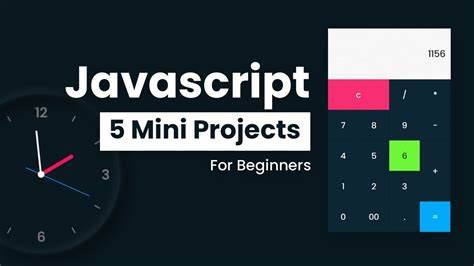 Javascript
5 Mini Projects
For Beginners
12
3
6
1156
c / *
7 8 9 -
4 5 6
+
1 2 3
0 00 . =